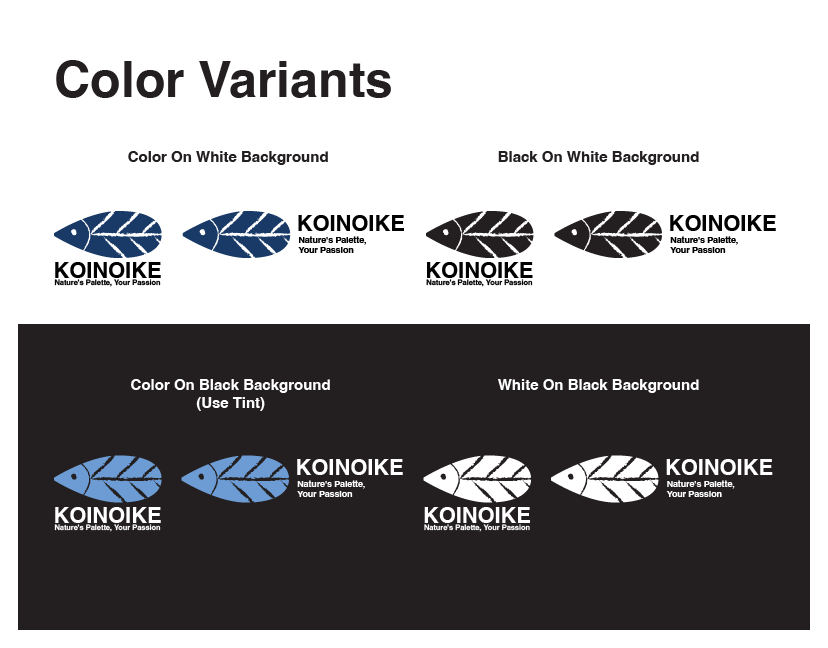 Color Variants
Color On White Background
Black On White Background
KOINOIKE
Nature's Palette, Your Passion
KOINOIKE
Nature's Palette,
Your Passion
KOINOIKE
Nature's Palette, Your Passion
KOINOIKE
Nature's Palette,
Your Passion
Color On Black Background
(Use Tint)
White On Black Background
KOINOIKE
Nature's Palette, Your Passion
KOINOIKE
Nature's Palette,
Your Passion
KOINOIKE
Nature's Palette, Your Passion
KOINOIKE
Nature's Palette,
Your Passion